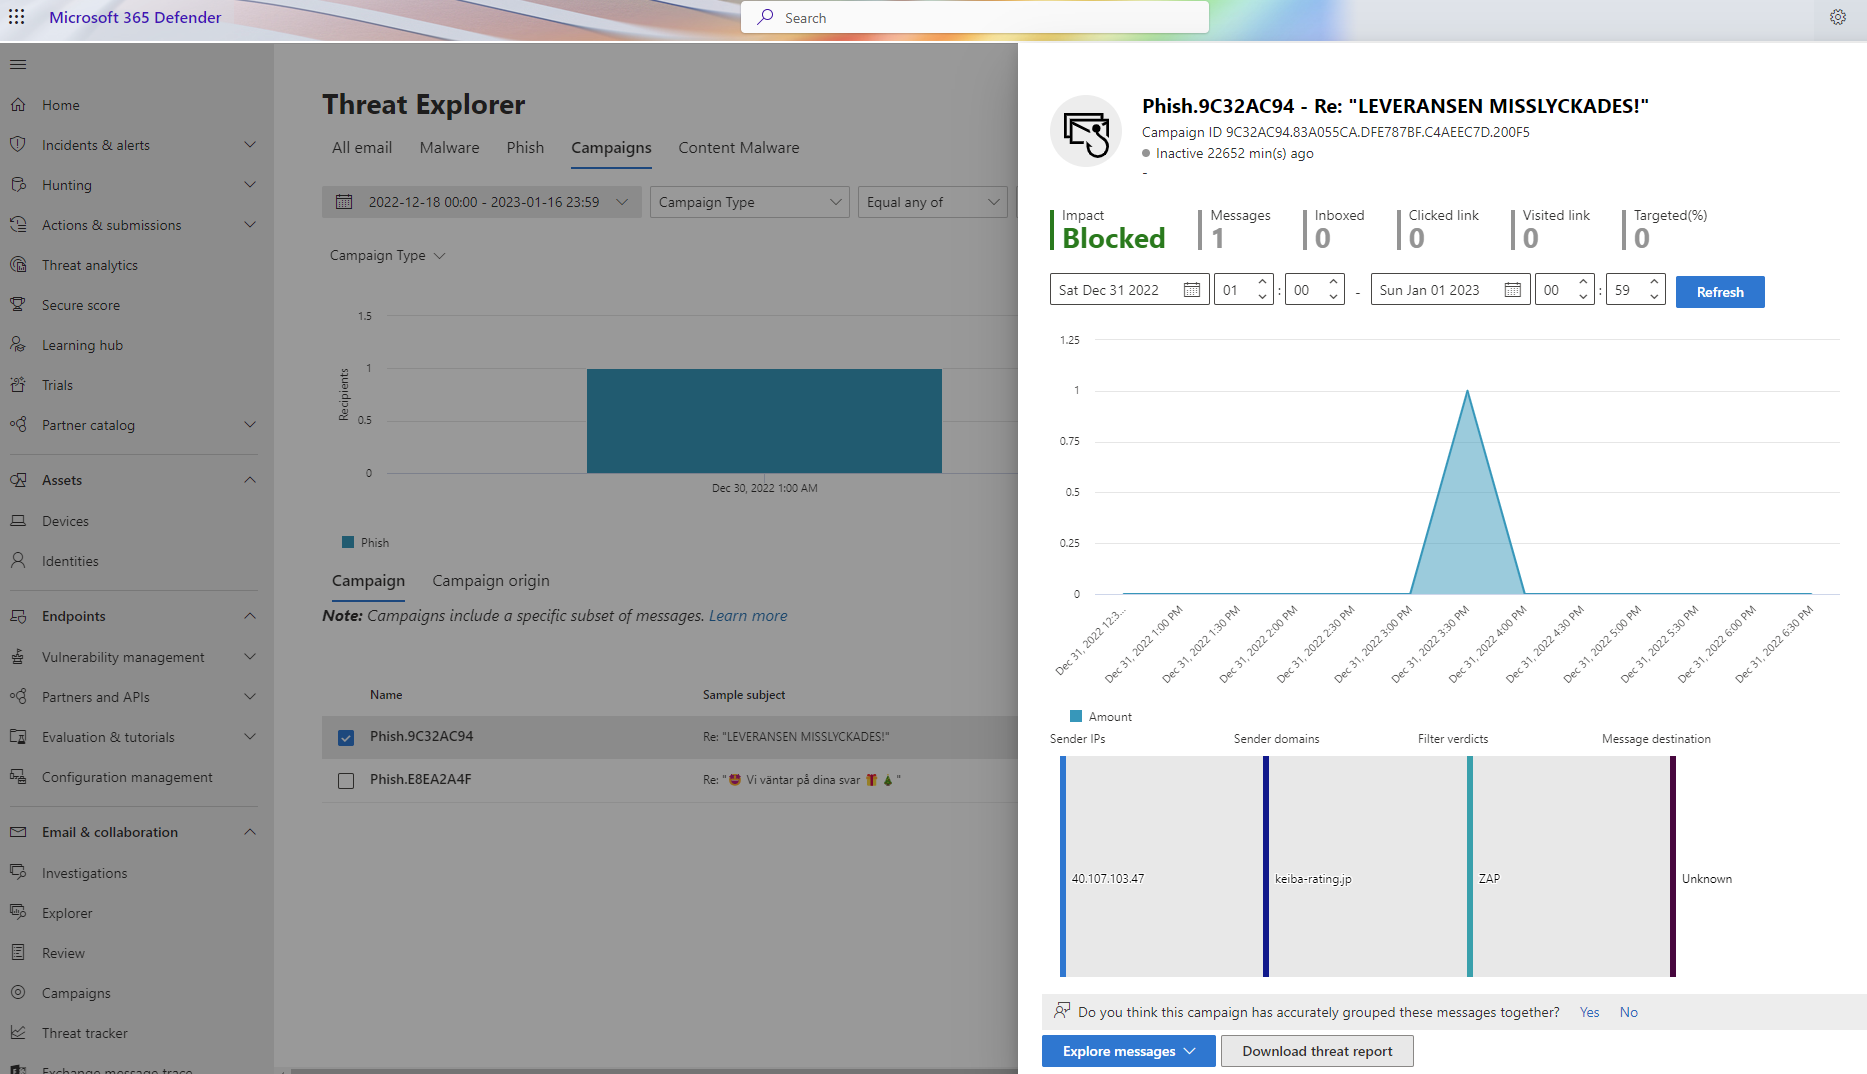 Microsoft 365 Defender
Search
Home
Incidents & alerts
Hunting
Actions & submissions
Threat analytics
Secure score
Learning hub
Trials
Partner catalog
Assets
Devices
Identities
Endpoints
Vulnerability management
Partners and APIs
Evaluation & tutorials
Configuration management
Email & collaboration
Investigations
Explorer
Review
Campaigns
Threat tracker
Exchange message trace
Threat Explorer
All email Malware Phish Campaigns Content Malware
2022-12-18 00:00 - 2023-01-16 23:59 Campaign Type Equal any of
Campaign Type
Recipients
1.5
1
0.5
0
Dec 30, 2022 1:00 AM
Phish
Campaign Campaign origin
Note: Campaigns include a specific subset of messages. Learn more
Name Sample subject
Phish.9C32AC94 Re: "LEVERANSEN MISSLYCKADES!"
Phish.E8EA2A4F Re: "🤩 Vi väntar på dina svar 🎁🎄"
Phish.9C32AC94 - Re: "LEVERANSEN MISSLYCKADES!"
Campaign ID 9C32AC94.83A055CA.DFE787BF.C4AEEC7D.200F5
Inactive 22652 min(s) ago
-
Impact Messages Inboxed Clicked link Visited link Targeted(%)
Blocked 1 0 0 0 0
Sat Dec 31 2022 01 : 00 - Sun Jan 01 2023 00 : 59 Refresh
1.25
1
0.75
0.5
0.25
0
Dec 31, 2022 12:3...
Dec 31, 2022 1:00 PM
Dec 31, 2022 1:30 PM
Dec 31, 2022 2:00 PM
Dec 31, 2022 2:30 PM
Dec 31, 2022 3:00 PM
Dec 31, 2022 3:30 PM
Dec 31, 2022 4:00 PM
Dec 31, 2022 4:30 PM
Dec 31, 2022 5:00 PM
Dec 31, 2022 5:30 PM
Dec 31, 2022 6:00 PM
Dec 31, 2022 6:30 PM
Amount
Sender IPs Sender domains Filter verdicts Message destination
40.107.103.47 keiba-rating.jp ZAP Unknown
Do you think this campaign has accurately grouped these messages together? Yes No
Explore messages Download threat report